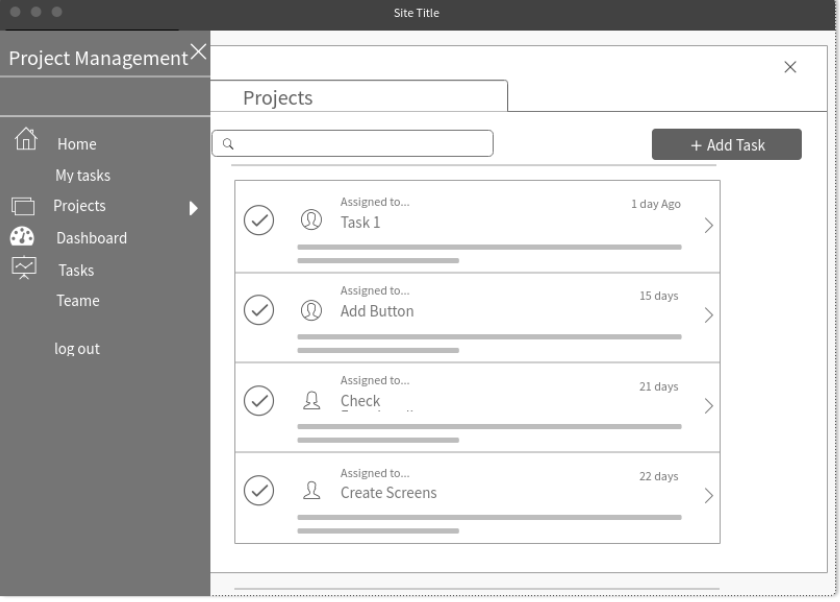 Site Title
Project Management
Home
My tasks
Projects
Dashboard
Tasks
Teame
log out
Projects
+ Add Task
Assigned to...
1 day Ago
Task 1
Assigned to...
15 days
Add Button
Assigned to...
21 days
Check
Assigned to...
22 days
Create Screens